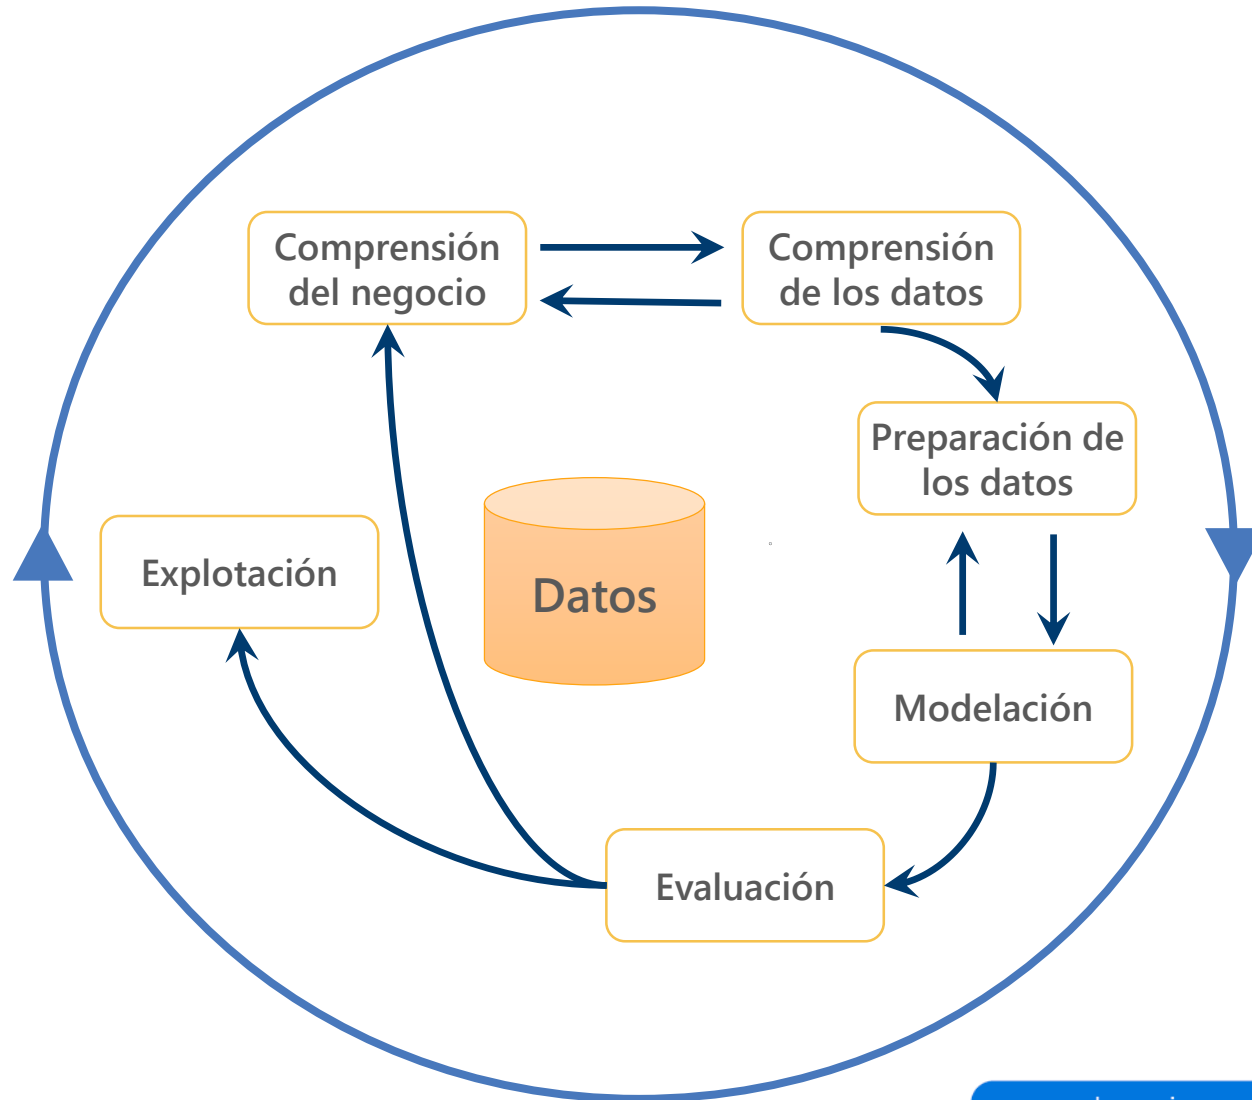 Comprensión
del negocio
Comprensión
de los datos
Preparación de
los datos
Explotación
Datos
Modelación
Evaluación